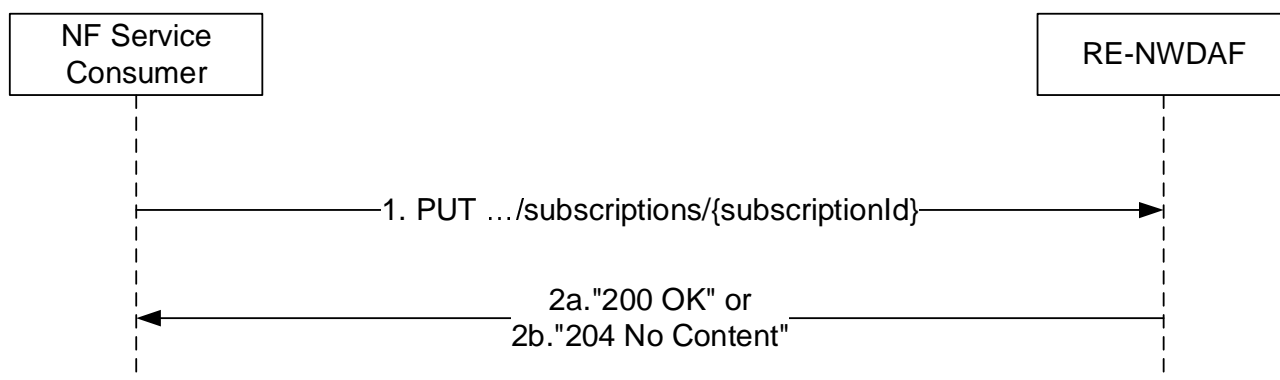 NF Service
Consumer
RE-NWDAF
1. PUT …/subscriptions/{subscriptionId}
2a."200 OK" or
2b."204 No Content"